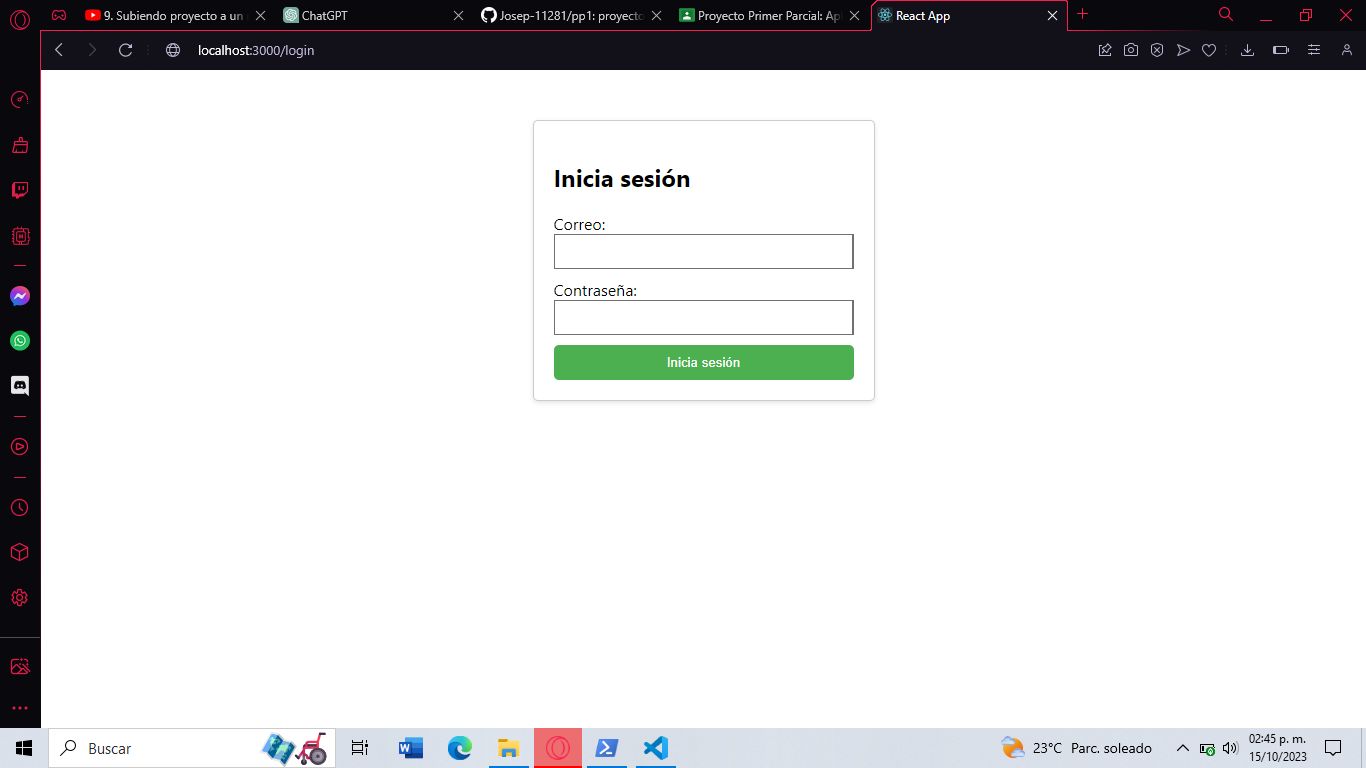 9. Subiendo proyecto a un
ChatGPT
Josep-11281/pp1: proyecto
Proyecto Primer Parcial: Apl
React App
localhost:3000/login
Inicia sesión
Correo:
Contraseña:
Inicia sesión
Buscar
23°C Parc. soleado
02:45 p. m.
15/10/2023